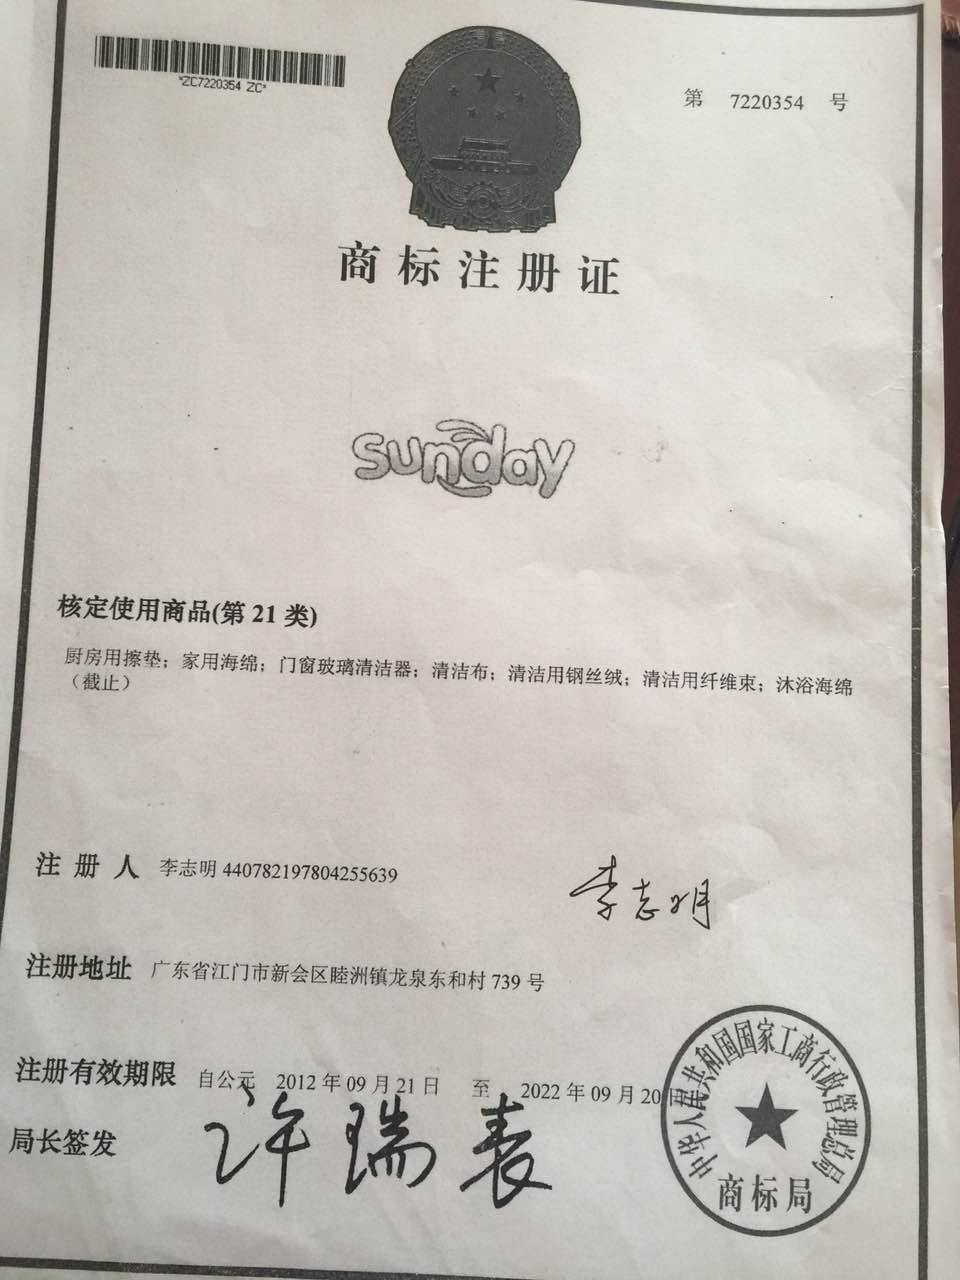 *ZC7220354 ZC*
第 7220354 号
商标注册证
sunday
核定使用商品(第 21 类)
厨房用擦垫；家用海绵；门窗玻璃清洁器；清洁布；清洁用钢丝绒；清洁用纤维束；沐浴海绵
（截止）
注册人 李志明 440782197804255639
李志明
注册地址 广东省江门市新会区睦洲镇龙泉东和村 739 号
注册有效期限 自公元 2012 年 09 月 21 日 至 2022 年 09 月 20 日
局长签发 许瑞表
中华人民共和国国家工商行政管理总局
商标局